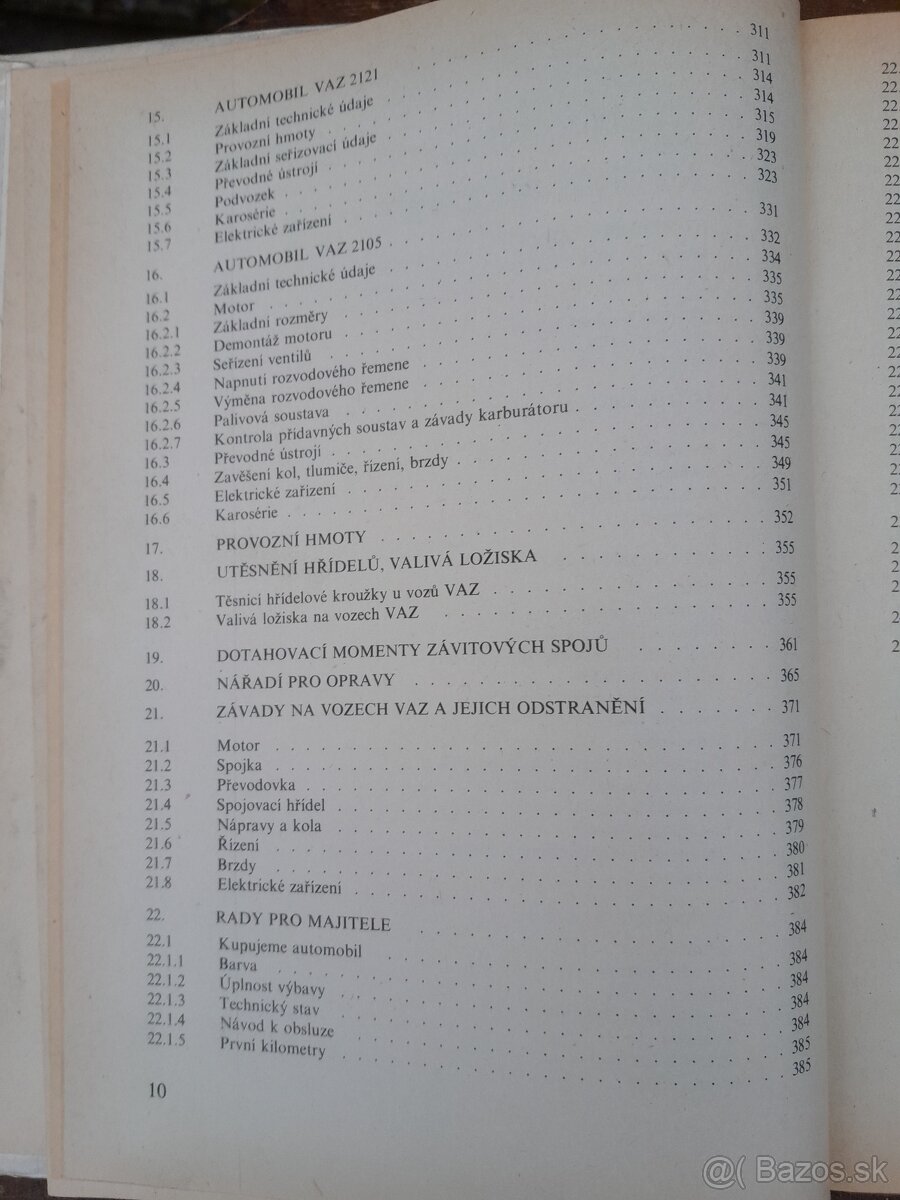 15. AUTOMOBIL VAZ 2121 . . . 311
15.1 Základní technické údaje . . . 311
15.2 Provozní hmoty . . . 314
15.3 Základní seřizovací údaje . . . 314
15.4 Převodné ústrojí . . . 315
15.5 Podvozek . . . 319
15.6 Karosérie . . . 323
15.7 Elektrické zařízení . . . 323
16. AUTOMOBIL VAZ 2105 . . . 331
16.1 Základní technické údaje . . . 332
16.2 Motor . . . 334
16.2.1 Základní rozměry . . . 335
16.2.2 Demontáž motoru . . . 335
16.2.3 Seřízení ventilů . . . 339
16.2.4 Napnutí rozvodového řemene . . . 339
16.2.5 Výměna rozvodového řemene . . . 339
16.2.6 Palivová soustava . . . 341
16.2.7 Kontrola přídavných soustav a závady karburátoru . . . 341
16.3 Převodné ústrojí . . . 345
16.4 Zavěšení kol, tlumiče, řízení, brzdy . . . 345
16.5 Elektrické zařízení . . . 349
16.6 Karosérie . . . 351
17. PROVOZNÍ HMOTY . . . 352
18. UTĚSNĚNÍ HŘÍDELŮ, VALIVÁ LOŽISKA . . . 355
18.1 Těsnicí hřídelové kroužky u vozů VAZ . . . 355
18.2 Valivá ložiska na vozech VAZ . . . 355
19. DOTAHOVACÍ MOMENTY ZÁVITOVÝCH SPOJŮ . . . 361
20. NÁŘADÍ PRO OPRAVY . . . 365
21. ZÁVADY NA VOZECH VAZ A JEJICH ODSTRANĚNÍ . . . 371
21.1 Motor . . . 371
21.2 Spojka . . . 376
21.3 Převodovka . . . 377
21.4 Spojovací hřídel . . . 378
21.5 Nápravy a kola . . . 379
21.6 Řízení . . . 380
21.7 Brzdy . . . 381
21.8 Elektrické zařízení . . . 382
22. RADY PRO MAJITELE . . . 384
22.1 Kupujeme automobil . . . 384
22.1.1 Barva . . . 384
22.1.2 Úplnost výbavy . . . 384
22.1.3 Technický stav . . . 384
22.1.4 Návod k obsluze . . . 385
22.1.5 První kilometry . . . 385
10
@( Bazos.sk